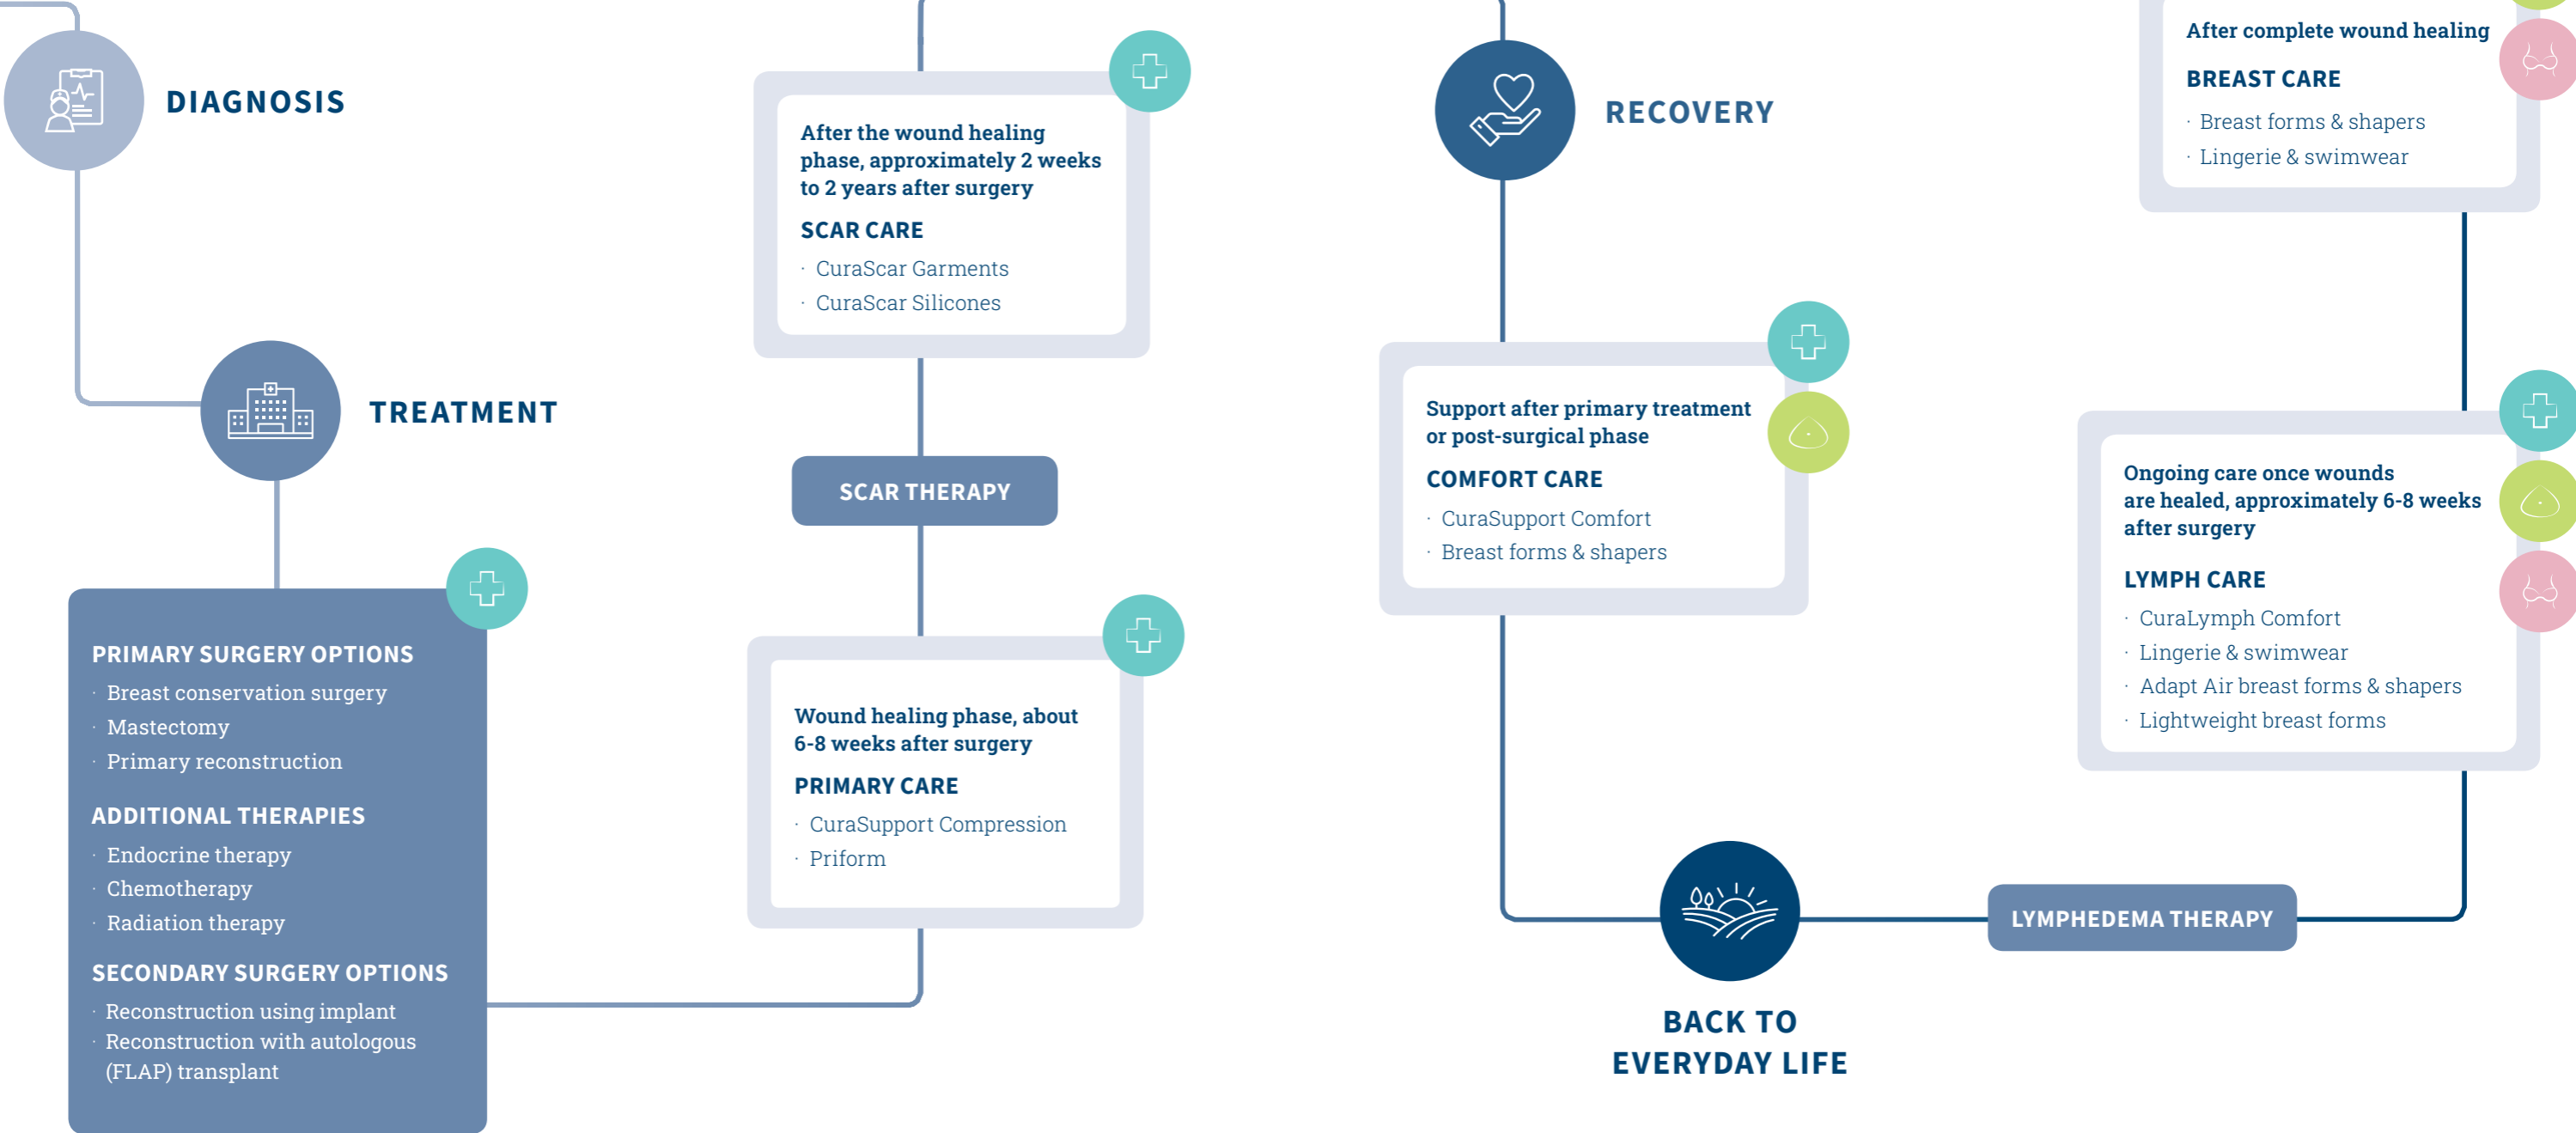 DIAGNOSIS
TREATMENT
PRIMARY SURGERY OPTIONS
· Breast conservation surgery
· Mastectomy
· Primary reconstruction
ADDITIONAL THERAPIES
· Endocrine therapy
· Chemotherapy
· Radiation therapy
SECONDARY SURGERY OPTIONS
· Reconstruction using implant
· Reconstruction with autologous
(FLAP) transplant
After the wound healing
phase, approximately 2 weeks
to 2 years after surgery
SCAR CARE
· CuraScar Garments
· CuraScar Silicones
SCAR THERAPY
Wound healing phase, about
6-8 weeks after surgery
PRIMARY CARE
· CuraSupport Compression
· Priform
RECOVERY
Support after primary treatment
or post-surgical phase
COMFORT CARE
· CuraSupport Comfort
· Breast forms & shapers
BACK TO
EVERYDAY LIFE
LYMPHEDEMA THERAPY
After complete wound healing
BREAST CARE
· Breast forms & shapers
· Lingerie & swimwear
Ongoing care once wounds
are healed, approximately 6-8 weeks
after surgery
LYMPH CARE
· CuraLymph Comfort
· Lingerie & swimwear
· Adapt Air breast forms & shapers
· Lightweight breast forms